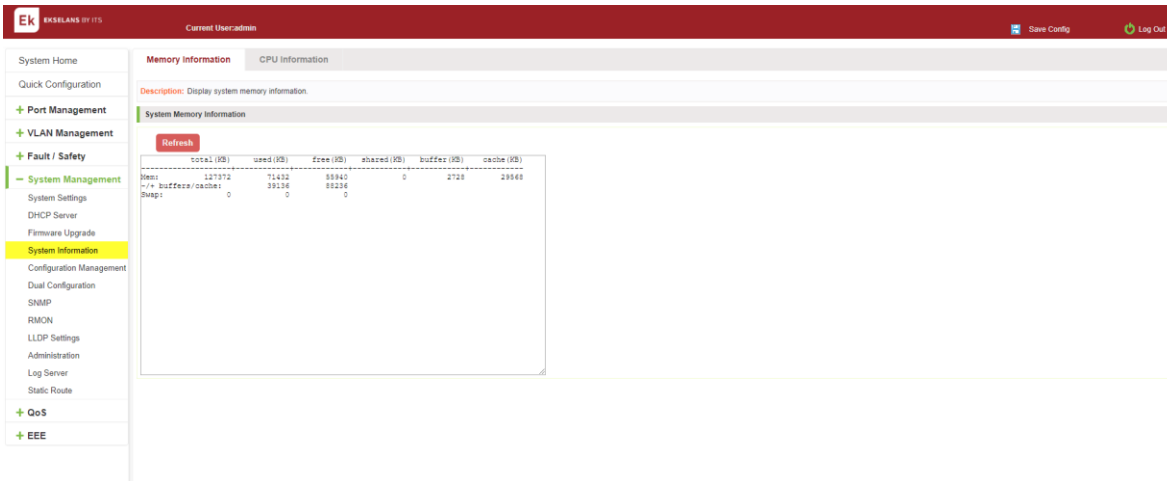 Ek EKSELANS BY ITS
Current User:admin
Save Config
Log Out
System Home
Quick Configuration
+ Port Management
+ VLAN Management
+ Fault / Safety
− System Management
System Settings
DHCP Server
Firmware Upgrade
System Information
Configuration Management
Dual Configuration
SNMP
RMON
LLDP Settings
Administration
Log Server
Static Route
+ QoS
+ EEE
Memory Information CPU Information
Description: Display system memory information.
System Memory Information
Refresh
total(KB) used(KB) free(KB) shared(KB) buffer(KB) cache(KB)
Mem: 127372 71432 55940 0 2728 29568
-/+ buffers/cache: 39136 88236
Swap: 0 0 0